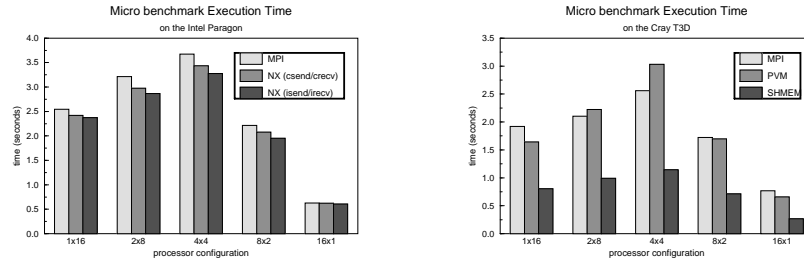 Micro benchmark Execution Time
on the Intel Paragon
4.0
3.5
3.0
2.5
2.0
1.5
1.0
0.5
0.0
time (seconds)
MPI
NX (csend/crecv)
NX (isend/irecv)
1x16
2x8
4x4
8x2
16x1
processor configuration
Micro benchmark Execution Time
on the Cray T3D
3.5
3.0
2.5
2.0
1.5
1.0
0.5
0.0
time (seconds)
MPI
PVM
SHMEM
1x16
2x8
4x4
8x2
16x1
processor configuration